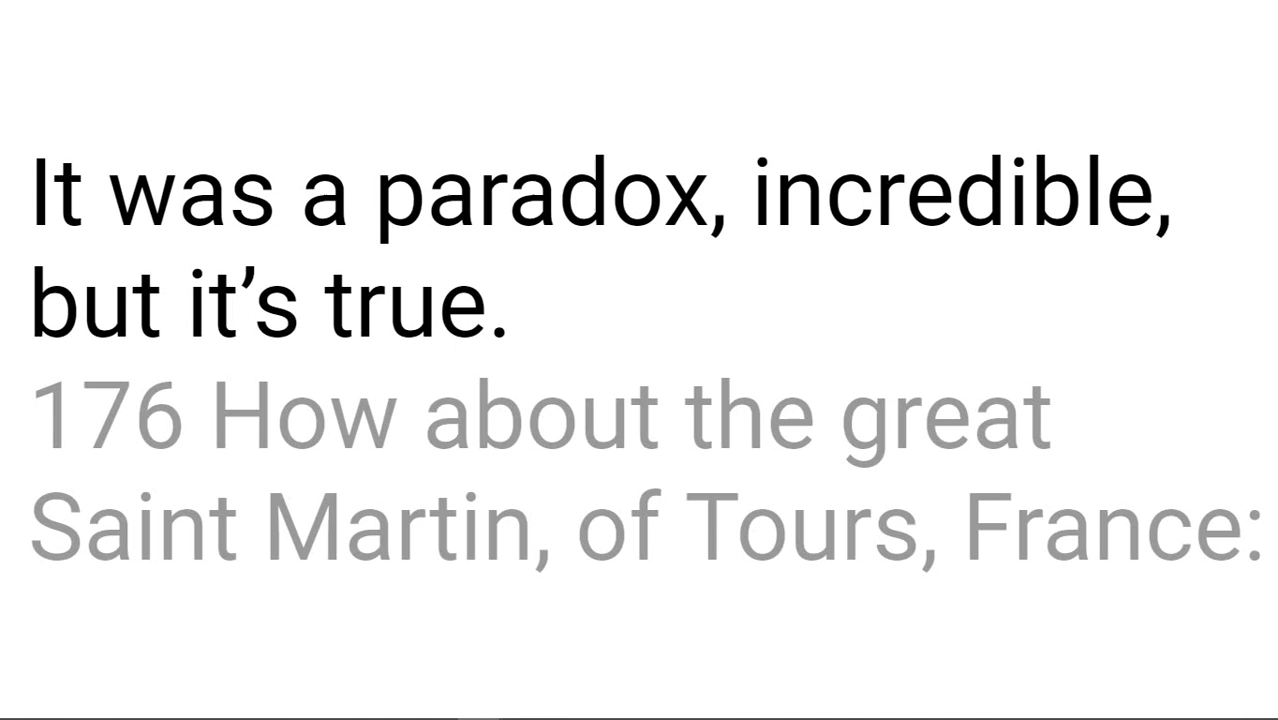 It was a paradox, incredible,
but it’s true.
176 How about the great
Saint Martin, of Tours, France: